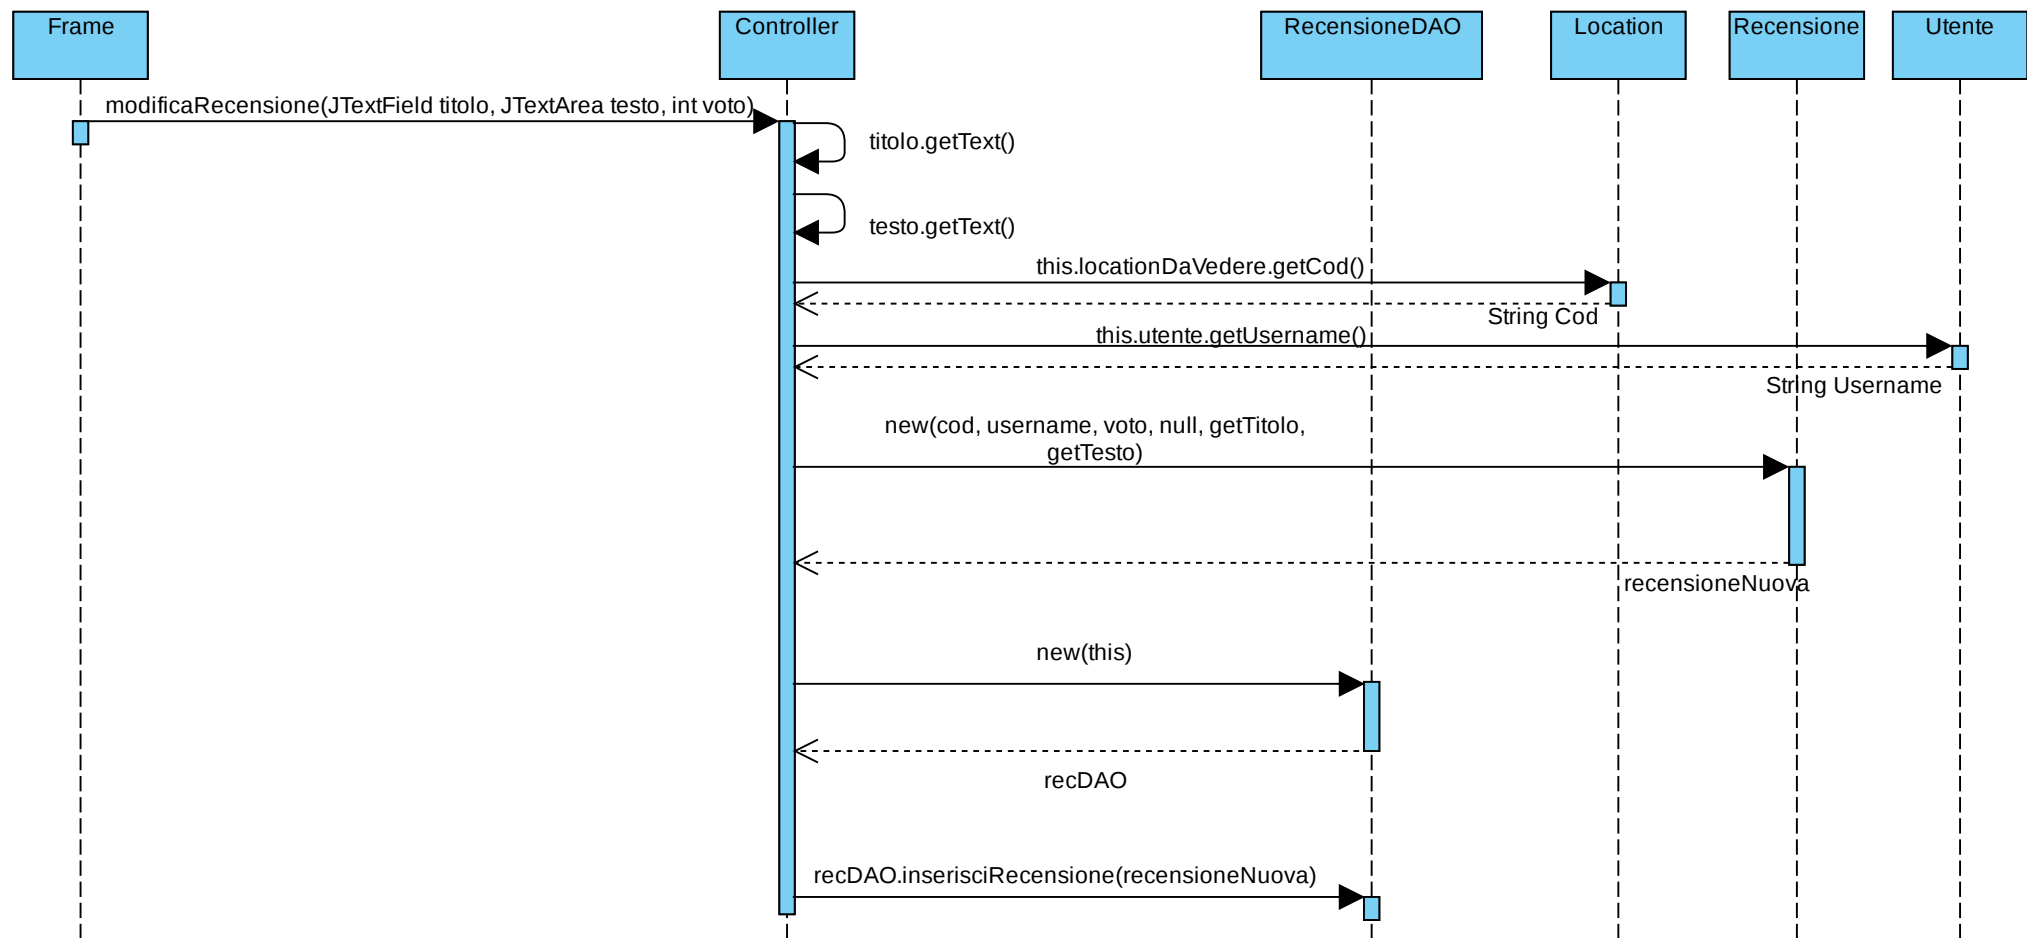 Frame
Controller
RecensioneDAO
Location
Recensione
Utente
modificaRecensione(JTextField titolo, JTextArea testo, int voto)
titolo.getText()
testo.getText()
this.locationDaVedere.getCod()
String Cod
this.utente.getUsername()
String Username
new(cod, username, voto, null, getTitolo,
getTesto)
recensioneNuova
new(this)
recDAO
recDAO.inserisciRecensione(recensioneNuova)